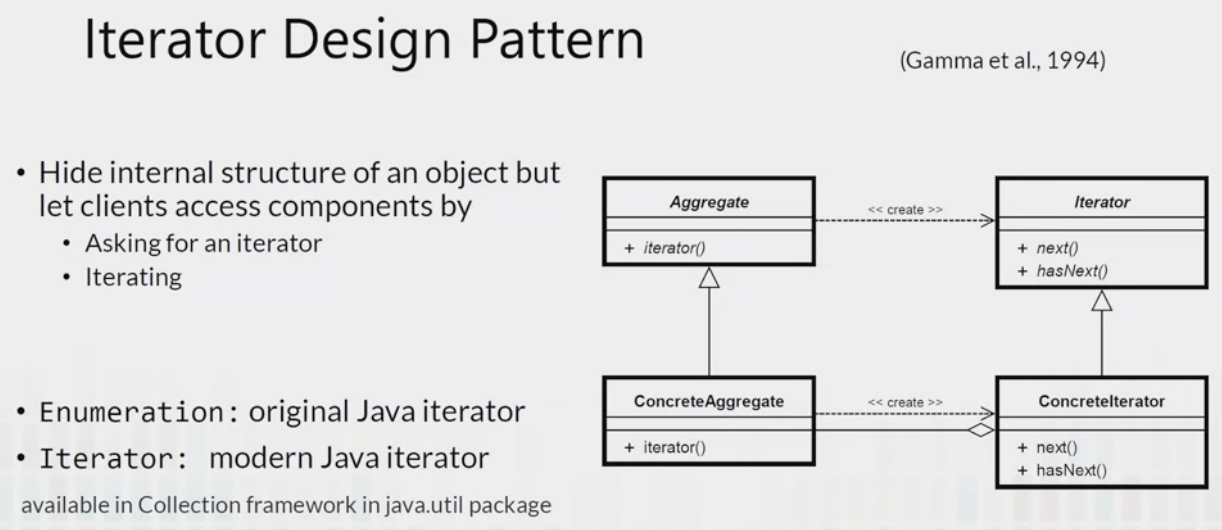 Iterator Design Pattern
(Gamma et al., 1994)
• Hide internal structure of an object but
let clients access components by
• Asking for an iterator
• Iterating
• Enumeration: original Java iterator
• Iterator: modern Java iterator
available in Collection framework in java.util package
Aggregate
+ iterator()
<< create >>
Iterator
+ next()
+ hasNext()
ConcreteAggregate
+ iterator()
<< create >>
ConcreteIterator
+ next()
+ hasNext()